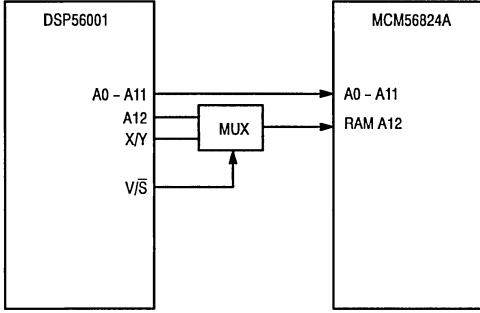 DSP56001
MCM56824A
A0 – A11
A0 – A11
A12
RAM A12
X/Y
MUX
V/S̅